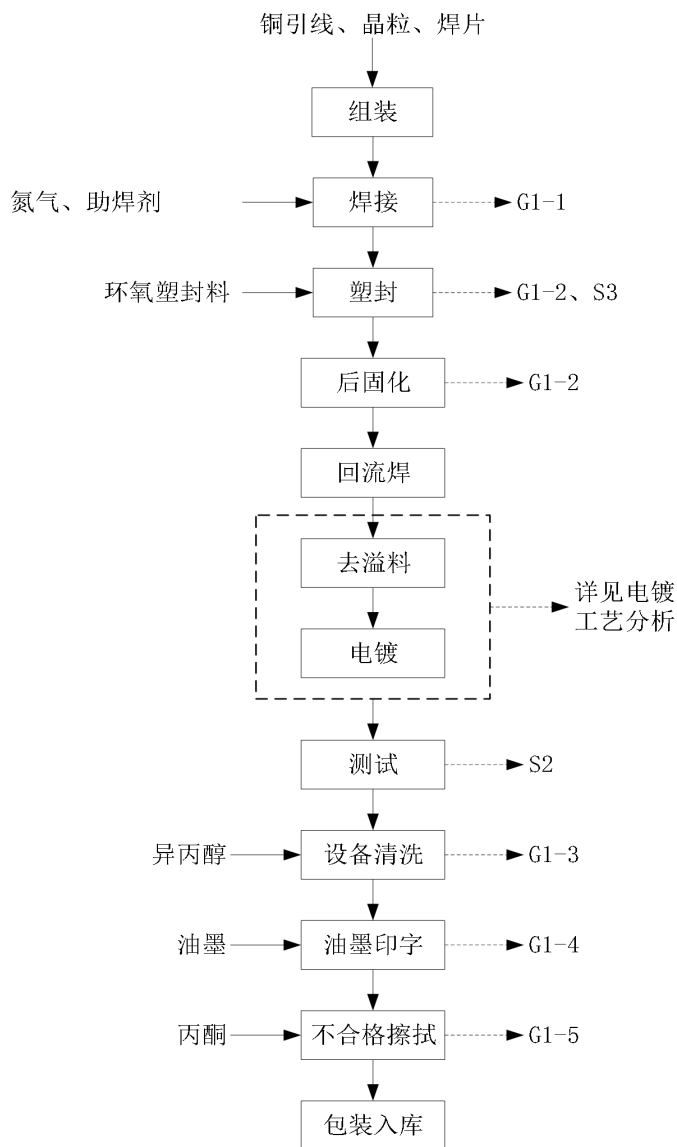 铜引线、晶粒、焊片
组装
氮气、助焊剂
焊接
G1-1
环氧塑封料
塑封
G1-2、S3
后固化
G1-2
回流焊
去溢料
详见电镀
工艺分析
电镀
测试
S2
异丙醇
设备清洗
G1-3
油墨
油墨印字
G1-4
丙酮
不合格擦拭
G1-5
包装入库